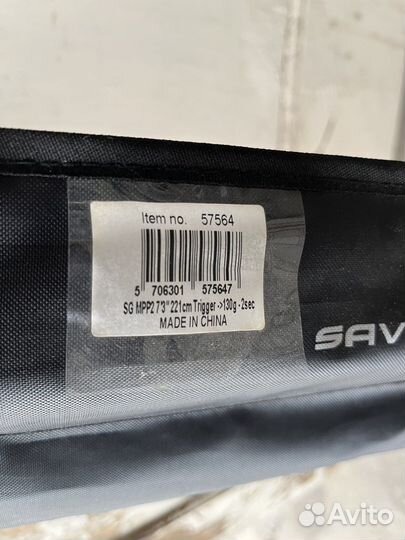 Item no. 57564
5 706301 575647
SG MPP2 7'3" 221cm Trigger ->130g - 2sec
MADE IN CHINA
SAV
Avito